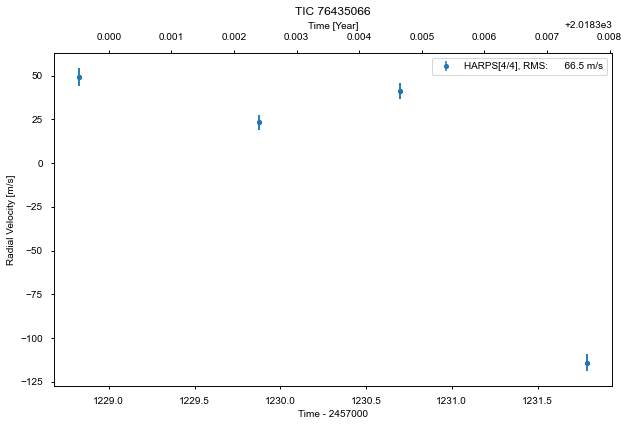 TIC 76435066
Time [Year]
+2.0183e3
0.000 0.001 0.002 0.003 0.004 0.005 0.006 0.007 0.008
HARPS[4/4], RMS: 66.5 m/s
Radial Velocity [m/s]
50
25
0
−25
−50
−75
−100
−125
1229.0 1229.5 1230.0 1230.5 1231.0 1231.5
Time - 2457000